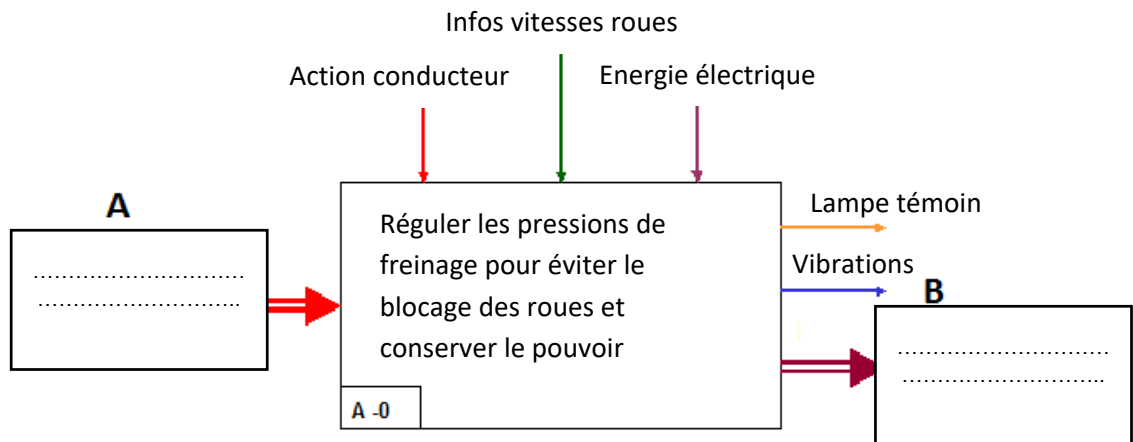 Infos vitesses roues
Action conducteur
Energie électrique
A
Réguler les pressions de
freinage pour éviter le
blocage des roues et
conserver le pouvoir
Lampe témoin
Vibrations
B
............................
...........................
............................
...........................
A -0